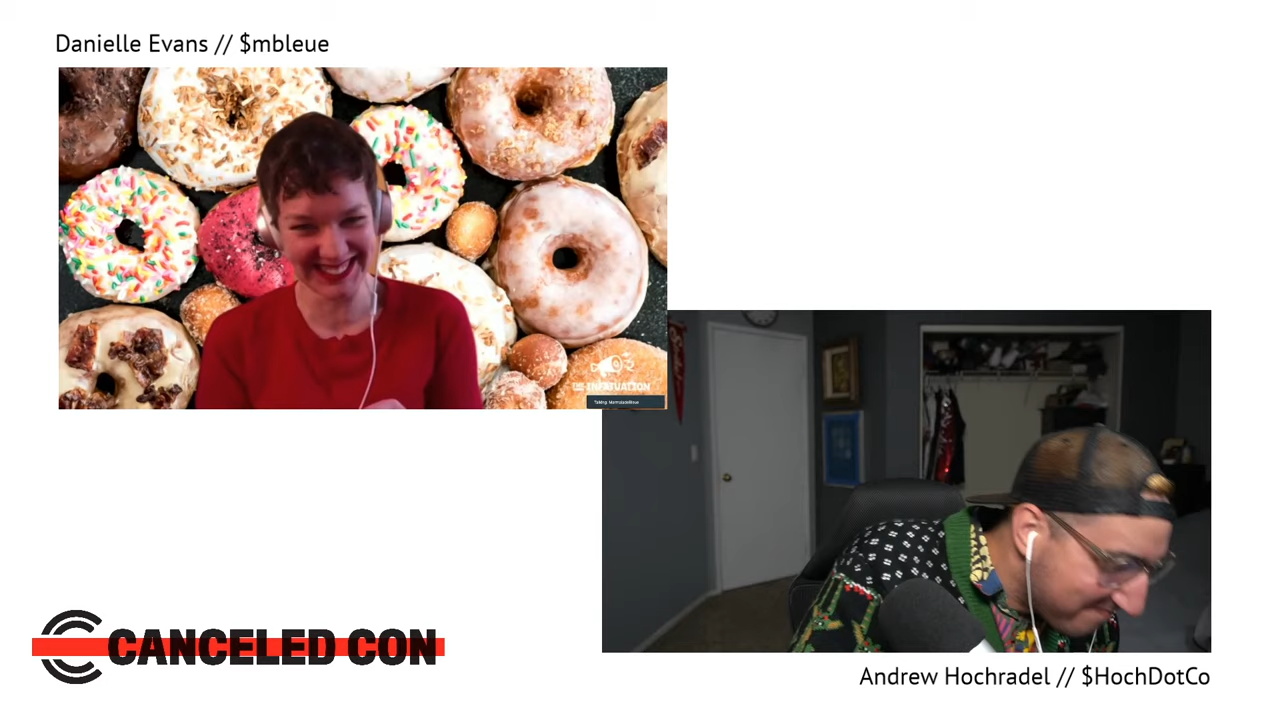 Danielle Evans // $mbleue
THE INFATUATION
CANCELED CON
Andrew Hochradel // $HochDotCo